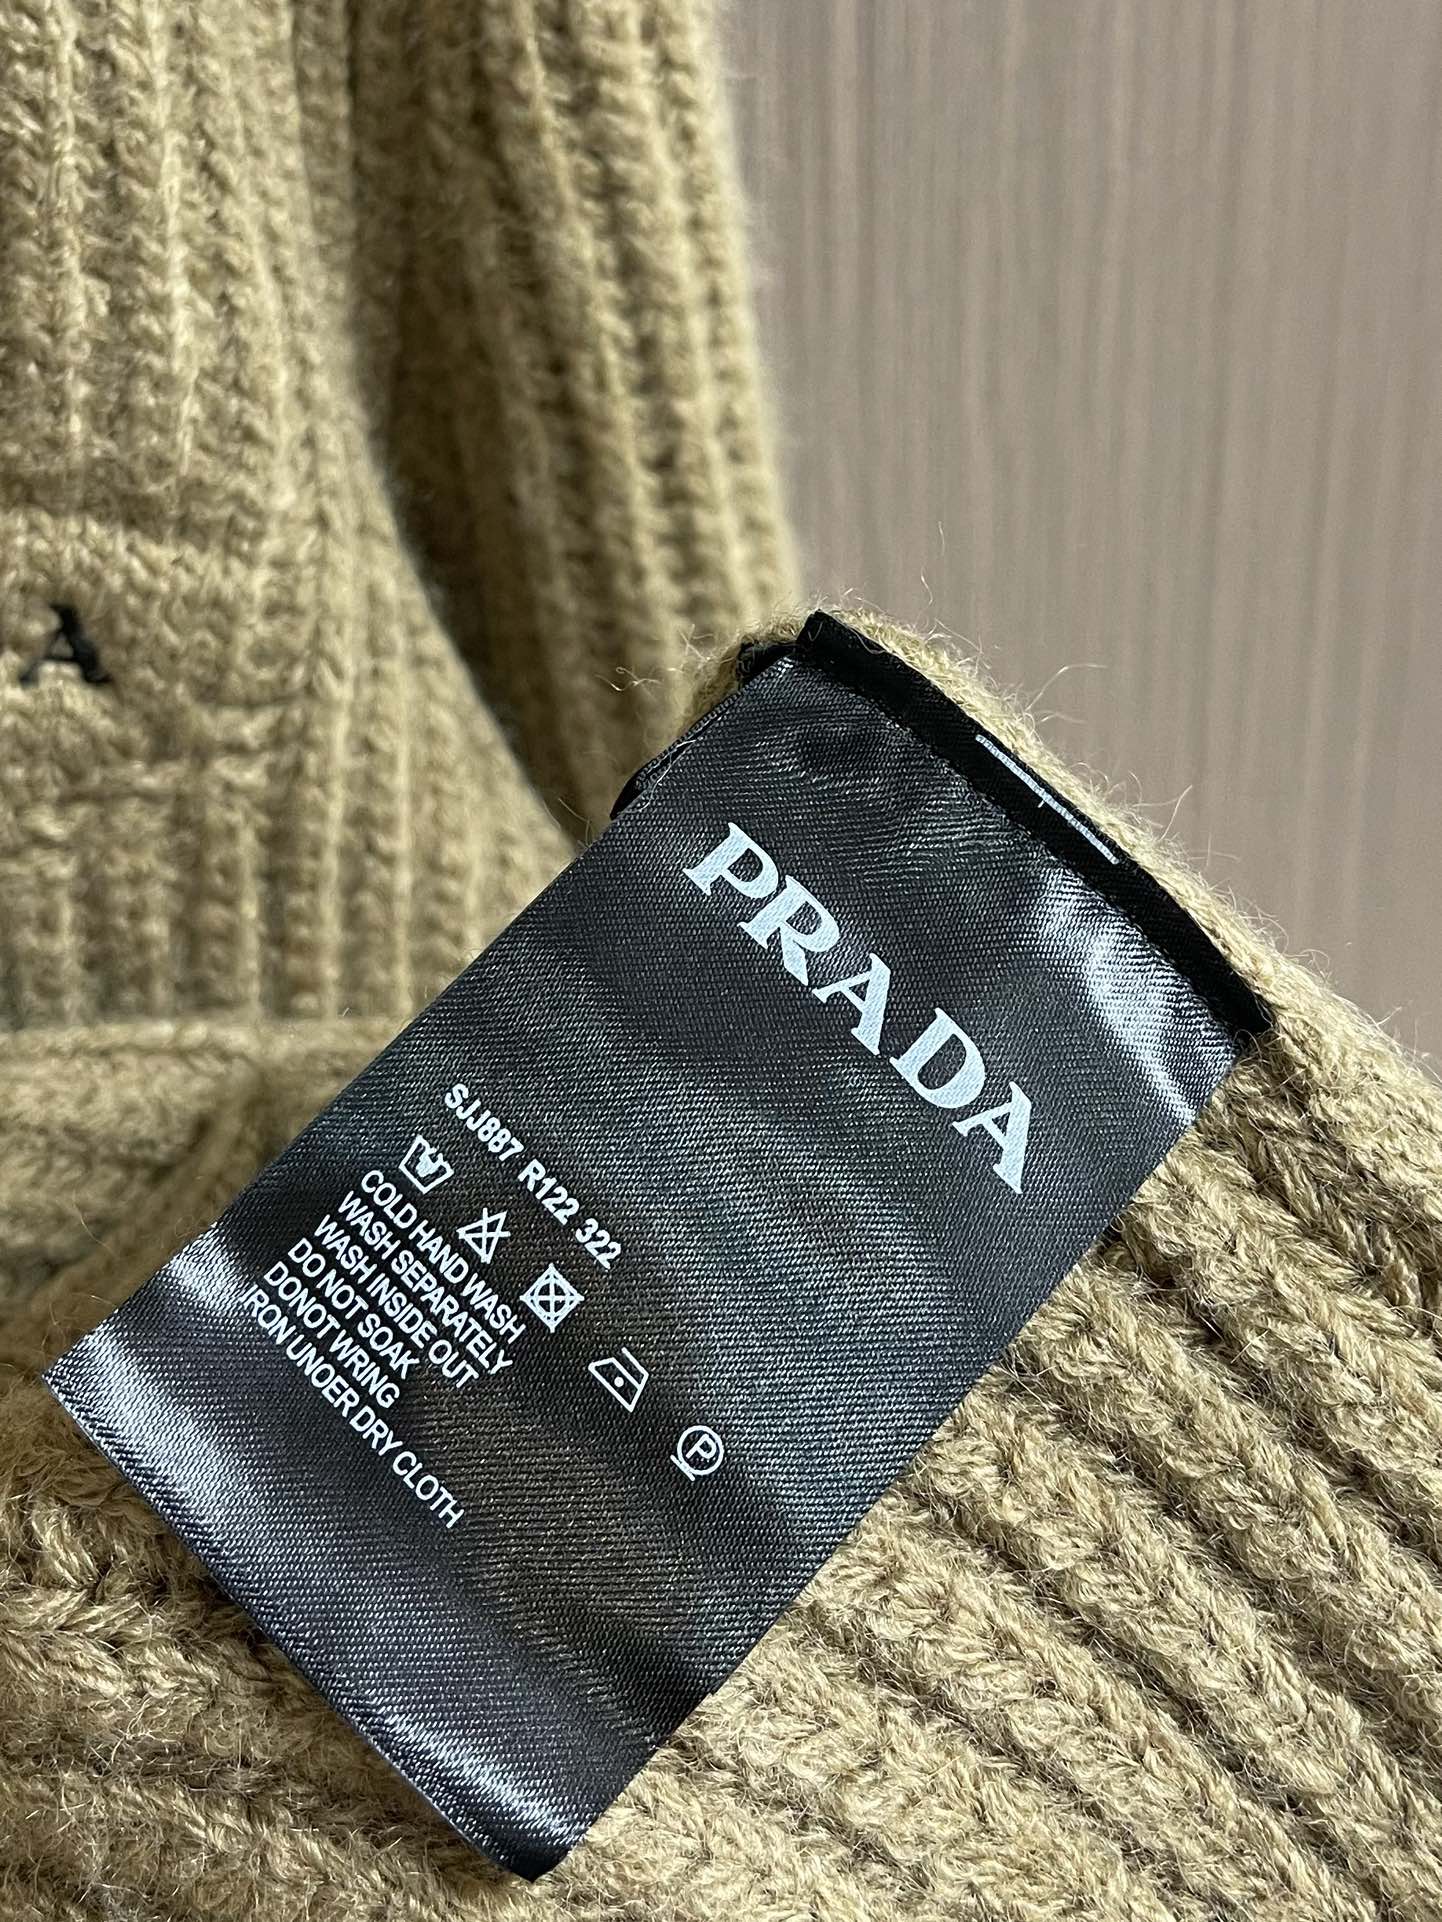 A
PRADA
SJJ887 R122 322
P
COLD HAND WASH
WASH SEPARATELY
WASH INSIDE OUT
DO NOT SOAK
DONOT WRING
IRON UNOER DRY CLOTH